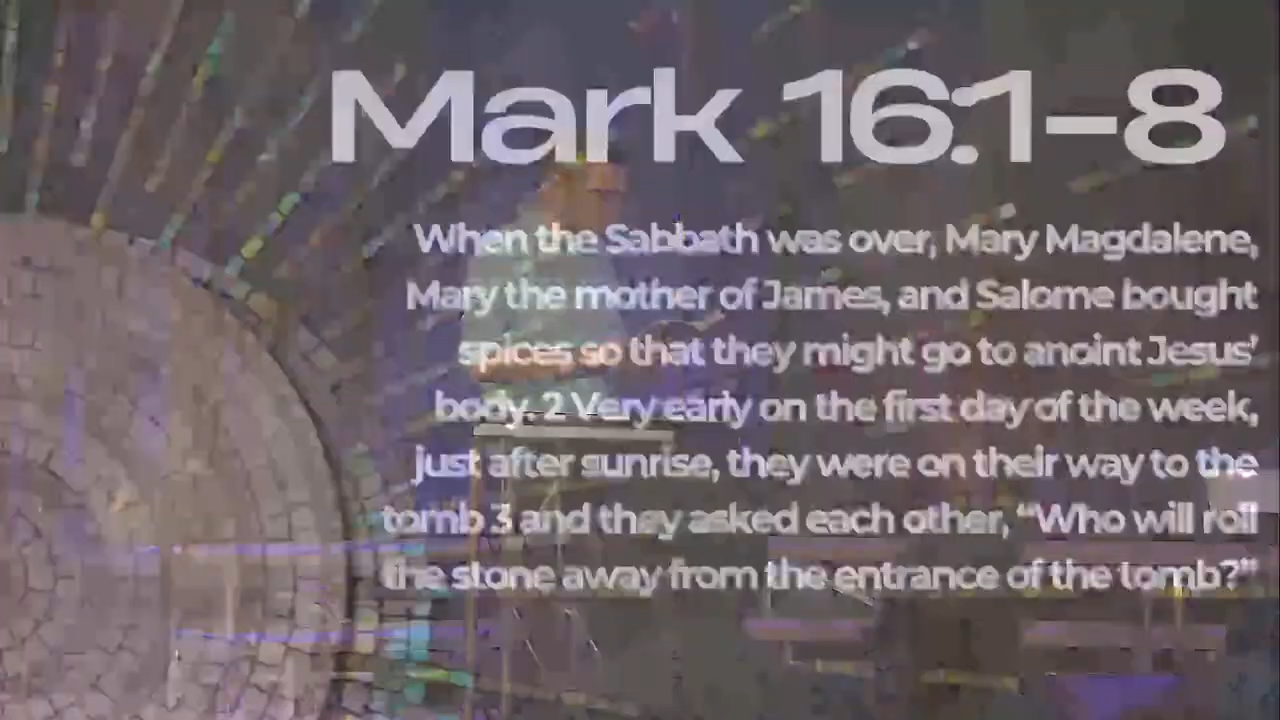 Mark 16:1–8
When the Sabbath was over, Mary Magdalene,
Mary the mother of James, and Salome bought
spices so that they might go to anoint Jesus'
body. 2 Very early on the first day of the week,
just after sunrise, they were on their way to the
tomb 3 and they asked each other, “Who will roll
the stone away from the entrance of the tomb?”